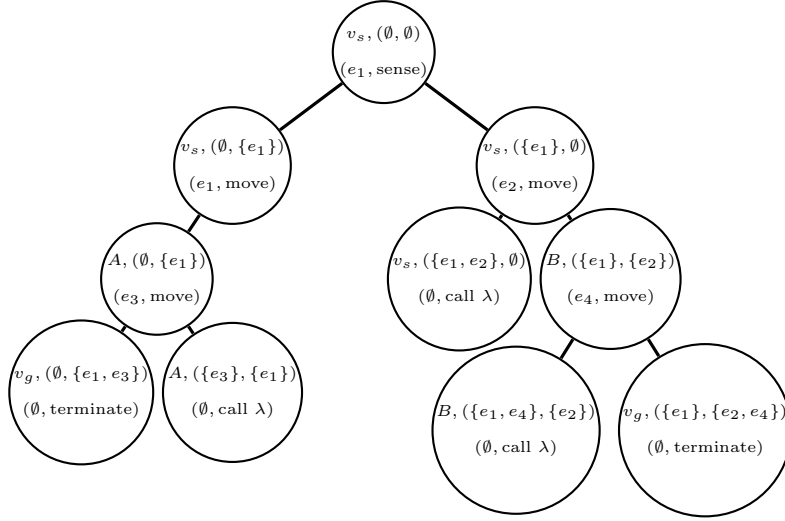 v_s, (∅, ∅)
(e_1, sense)
v_s, (∅, {e_1})
(e_1, move)
v_s, ({e_1}, ∅)
(e_2, move)
A, (∅, {e_1})
(e_3, move)
v_s, ({e_1, e_2}, ∅)
(∅, call λ)
B, ({e_1}, {e_2})
(e_4, move)
v_g, (∅, {e_1, e_3})
(∅, terminate)
A, ({e_3}, {e_1})
(∅, call λ)
B, ({e_1, e_4}, {e_2})
(∅, call λ)
v_g, ({e_1}, {e_2, e_4})
(∅, terminate)